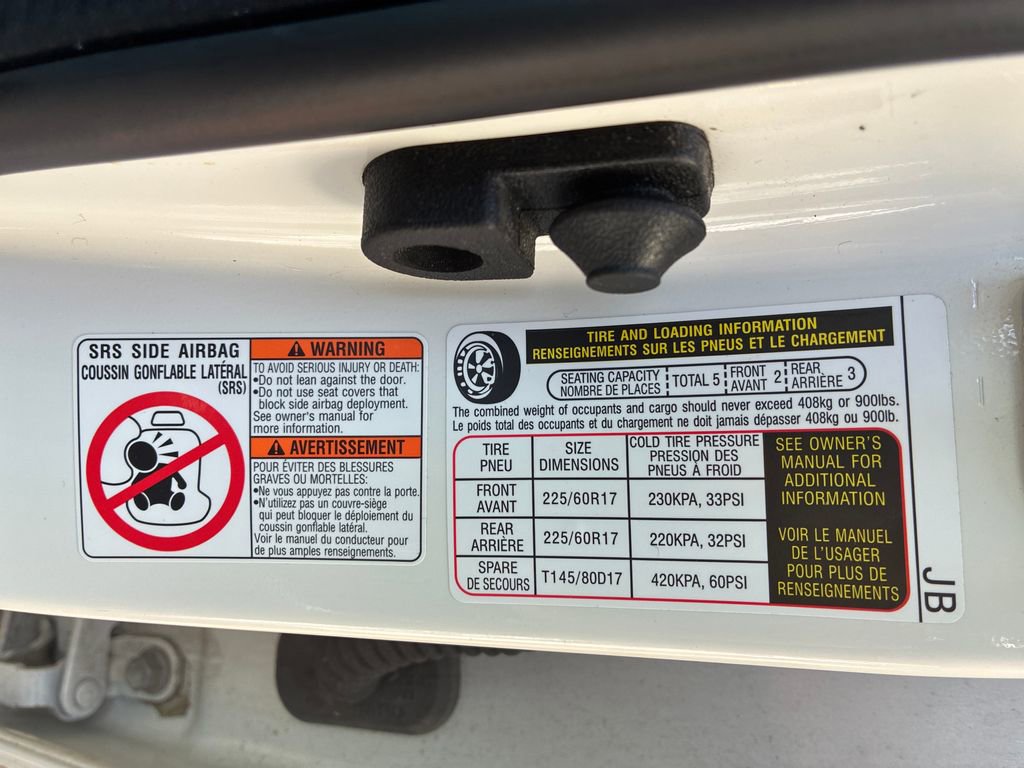 SRS SIDE AIRBAG
COUSSIN GONFLABLE LATÉRAL
(SRS)
WARNING
TO AVOID SERIOUS INJURY OR DEATH:
•Do not lean against the door.
•Do not use seat covers that
block side airbag deployment.
See owner's manual for
more information.
AVERTISSEMENT
POUR ÉVITER DES BLESSURES
GRAVES OU MORTELLES:
•Ne vous appuyez pas contre la porte.
•N'utilizez pas un couvre-siège
qui peut bloquer le déploiement du
coussin gonflable latéral.
Voir le manuel du conducteur pour
de plus amples renseignements.
TIRE AND LOADING INFORMATION
RENSEIGNEMENTS SUR LES PNEUS ET LE CHARGEMENT
SEATING CAPACITY
NOMBRE DE PLACES
TOTAL 5
FRONT
AVANT 2
REAR
ARRIÈRE 3
The combined weight of occupants and cargo should never exceed 408kg or 900lbs.
Le poids total des occupants et du chargement ne doit jamais dépasser 408kg ou 900lb.
TIRE
PNEU
SIZE
DIMENSIONS
COLD TIRE PRESSURE
PRESSION DES
PNEUS À FROID
FRONT
AVANT
225/60R17
230KPA, 33PSI
REAR
ARRIÈRE
225/60R17
220KPA, 32PSI
SPARE
DE SECOURS
T145/80D17
420KPA, 60PSI
SEE OWNER'S
MANUAL FOR
ADDITIONAL
INFORMATION
VOIR LE MANUEL
DE L'USAGER
POUR PLUS DE
RENSEIGNEMENTS
JB